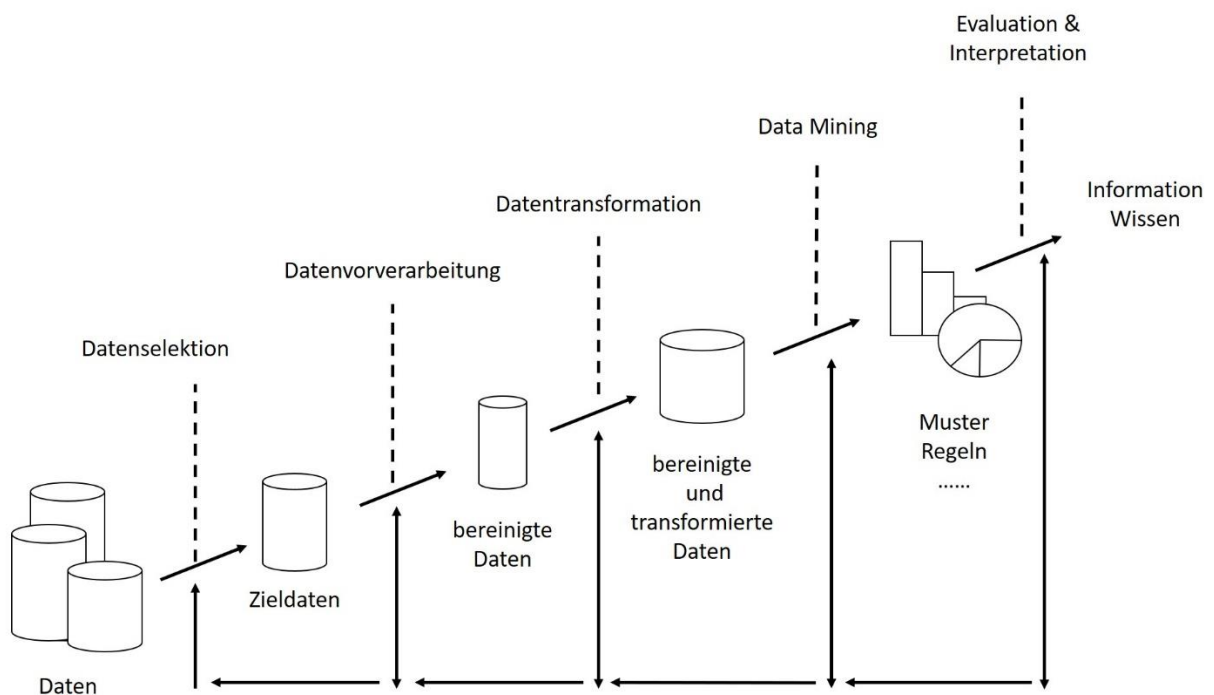 Evaluation &
Interpretation
Data Mining
Information
Wissen
Datentransformation
Datenvorverarbeitung
Datenselektion
Muster
Regeln
......
bereinigte
und
transformierte
Daten
bereinigte
Daten
Zieldaten
Daten